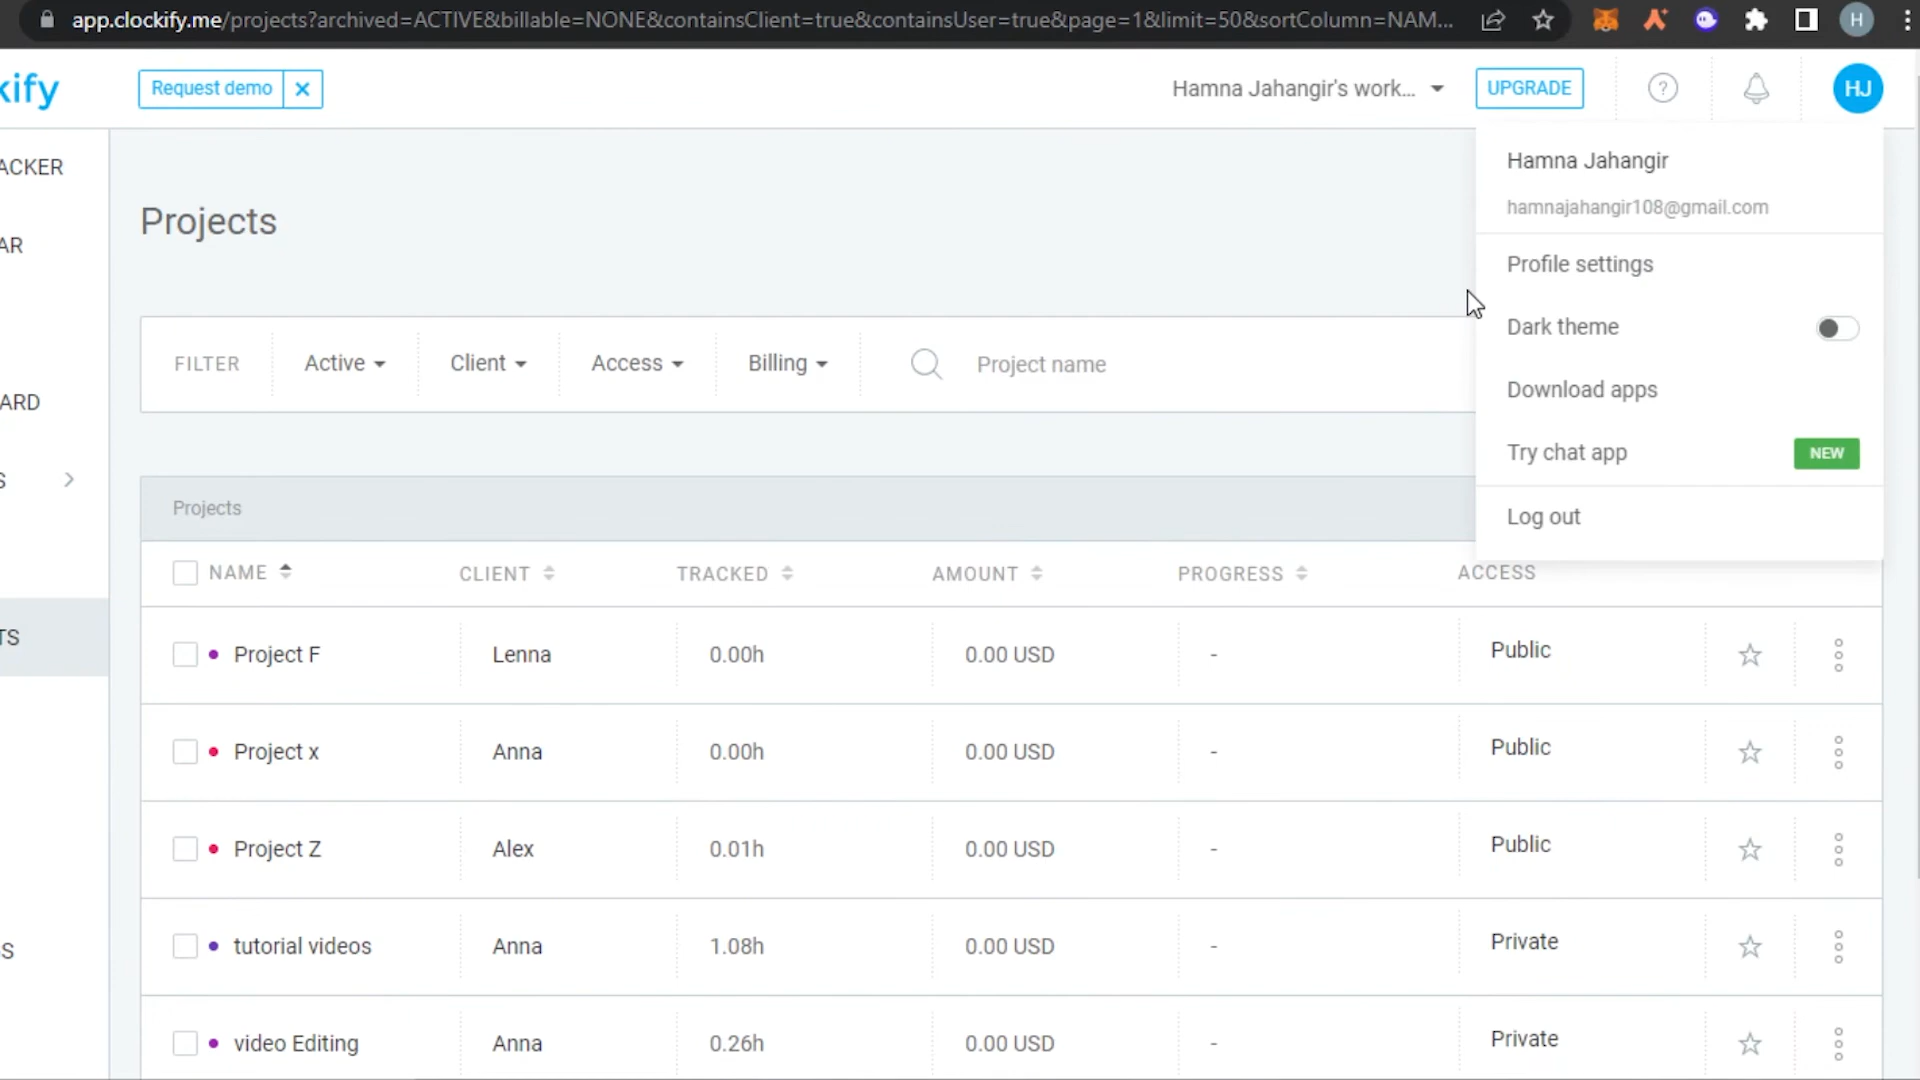 app.clockify.me/projects?archived=ACTIVE&billable=NONE&containsClient=true&containsUser=true&page=1&limit=50&sortColumn=NAM...
H
kify
Request demo
Hamna Jahangir's work...
UPGRADE
?
HJ
Hamna Jahangir
hamnajahangir108@gmail.com
Profile settings
Dark theme
Download apps
Try chat app
NEW
Log out
ACKER
AR
ARD
S
TS
S
Projects
FILTER
Active
Client
Access
Billing
Project name
Projects
NAME CLIENT TRACKED AMOUNT PROGRESS ACCESS
Project F Lenna 0.00h 0.00 USD - Public
Project x Anna 0.00h 0.00 USD - Public
Project Z Alex 0.01h 0.00 USD - Public
tutorial videos Anna 1.08h 0.00 USD - Private
video Editing Anna 0.26h 0.00 USD - Private